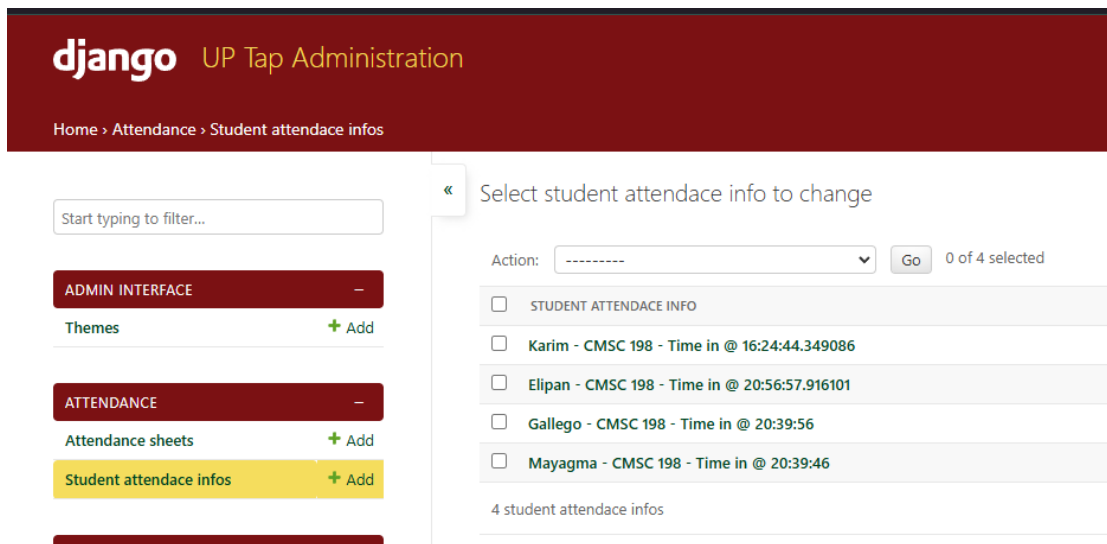 django UP Tap Administration
Home › Attendance › Student attendace infos
Start typing to filter...
ADMIN INTERFACE –
Themes + Add
ATTENDANCE –
Attendance sheets + Add
Student attendace infos + Add
«
Select student attendace info to change
Action: --------- Go 0 of 4 selected
STUDENT ATTENDACE INFO
Karim - CMSC 198 - Time in @ 16:24:44.349086
Elipan - CMSC 198 - Time in @ 20:56:57.916101
Gallego - CMSC 198 - Time in @ 20:39:56
Mayagma - CMSC 198 - Time in @ 20:39:46
4 student attendace infos